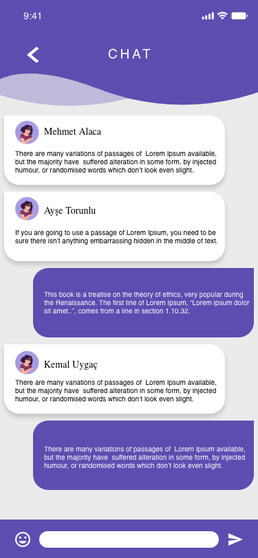 9:41
CHAT
Mehmet Alaca
There are many variations of passages of Lorem Ipsum available,
but the majority have suffered alteration in some form, by injected
humour, or randomised words which don't look even slight.
Ayşe Torunlu
If you are going to use a passage of Lorem Ipsum, you need to be
sure there isn't anything embarrassing hidden in the middle of text.
This book is a treatise on the theory of ethics, very popular during
the Renaissance. The first line of Lorem Ipsum, "Lorem ipsum dolor
sit amet..", comes from a line in section 1.10.32.
Kemal Uygaç
There are many variations of passages of Lorem Ipsum available,
but the majority have suffered alteration in some form, by injected
humour, or randomised words which don't look even slight.
There are many variations of passages of Lorem Ipsum available,
but the majority have suffered alteration in some form, by injected
humour, or randomised words which don't look even slight.